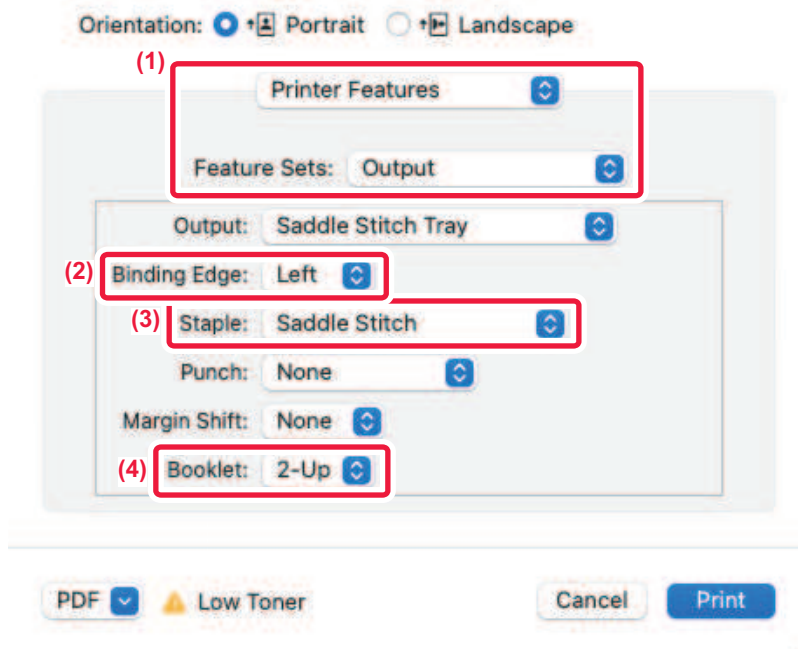 Orientation: Portrait Landscape
(1)
Printer Features
Feature Sets: Output
Output: Saddle Stitch Tray
(2) Binding Edge: Left
(3) Staple: Saddle Stitch
Punch: None
Margin Shift: None
(4) Booklet: 2-Up
PDF Low Toner Cancel Print